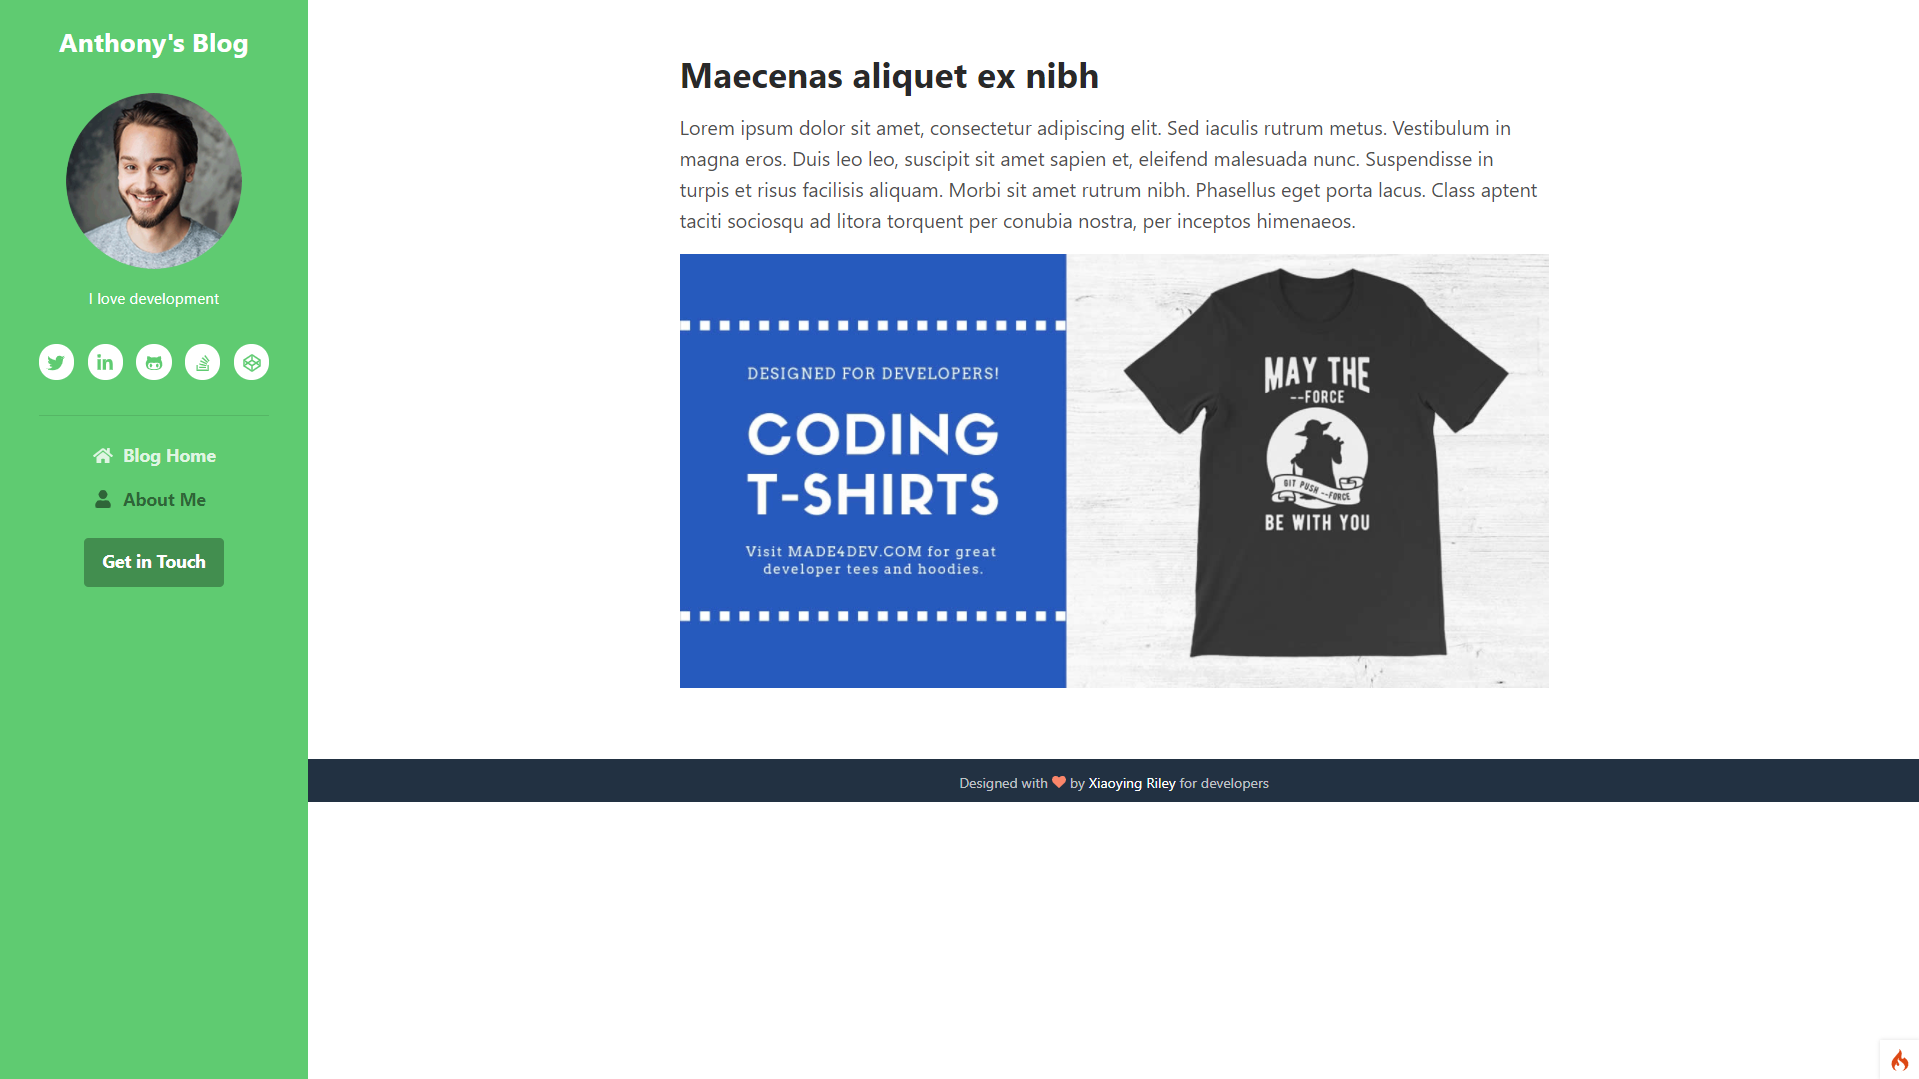 Anthony's Blog
I love development
Blog Home
About Me
Get in Touch
Maecenas aliquet ex nibh
Lorem ipsum dolor sit amet, consectetur adipiscing elit. Sed iaculis rutrum metus. Vestibulum in
magna eros. Duis leo leo, suscipit sit amet sapien et, eleifend malesuada nunc. Suspendisse in
turpis et risus facilisis aliquam. Morbi sit amet rutrum nibh. Phasellus eget porta lacus. Class aptent
taciti sociosqu ad litora torquent per conubia nostra, per inceptos himenaeos.
DESIGNED FOR DEVELOPERS!
CODING
T-SHIRTS
Visit MADE4DEV.COM for great
developer tees and hoodies.
MAY THE
--FORCE
GIT PUSH --FORCE
BE WITH YOU
Designed with ❤ by Xiaoying Riley for developers